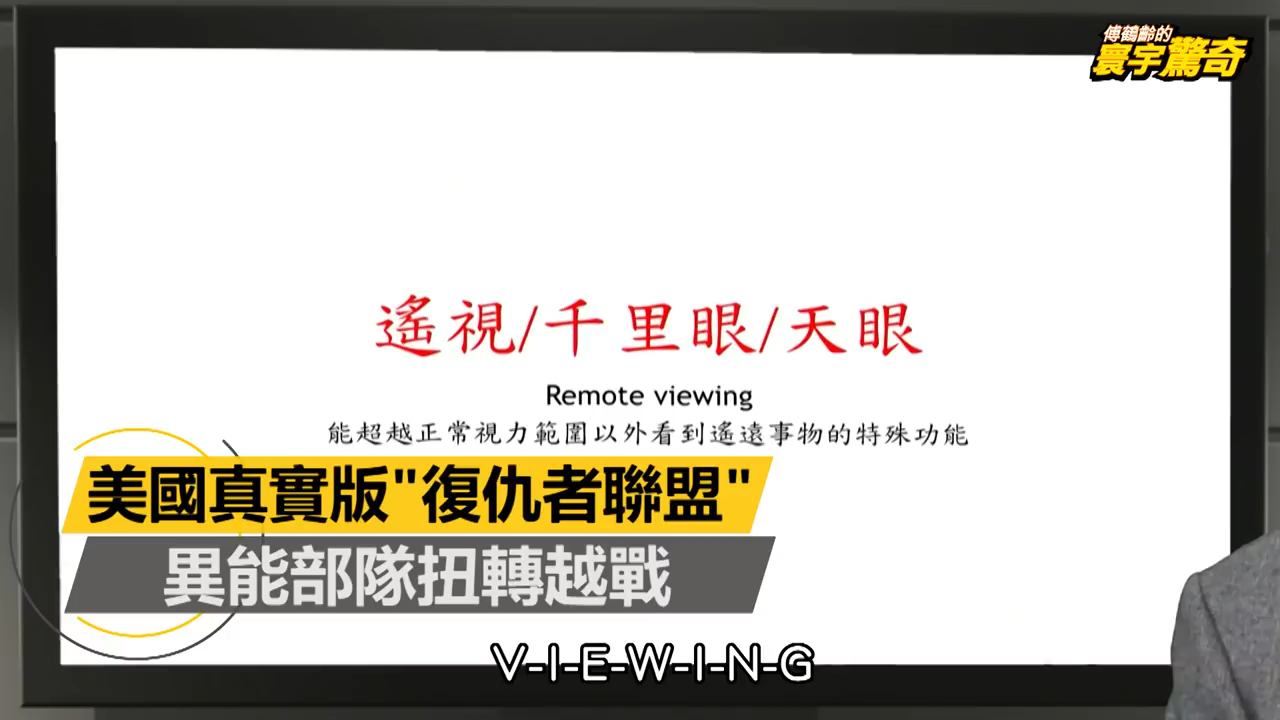 傅鶴齡的
寰宇驚奇
遙視/千里眼/天眼
Remote viewing
能超越正常視力範圍以外看到遙遠事物的特殊功能
美國真實版"復仇者聯盟"
異能部隊扭轉越戰
V-I-E-W-I-N-G